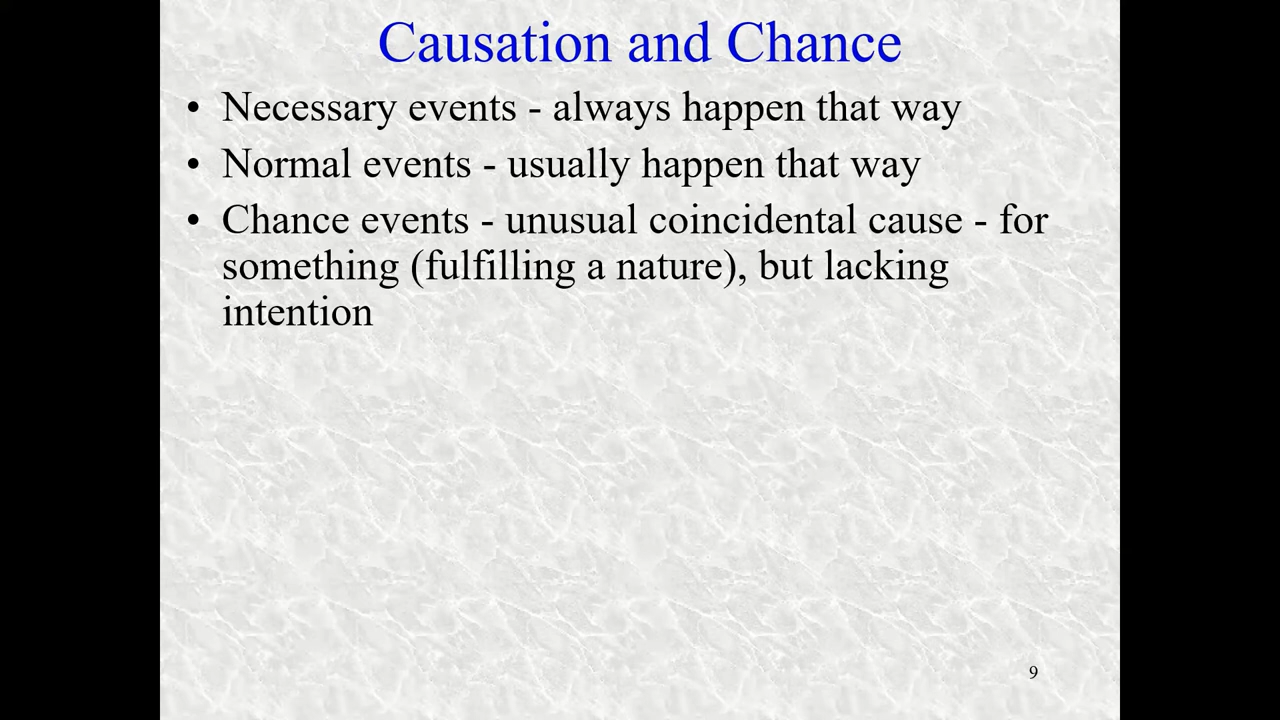 Causation and Chance
• Necessary events - always happen that way
• Normal events - usually happen that way
• Chance events - unusual coincidental cause - for
something (fulfilling a nature), but lacking
intention
9